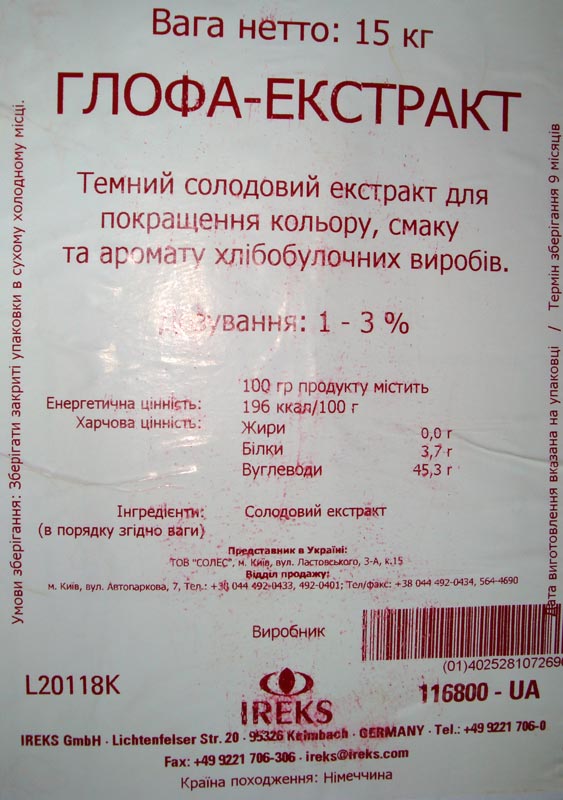 Вага нетто: 15 кг
ГЛОФА-ЕКСТРАКТ
Темний солодовий екстракт для
покращення кольору, смаку
та аромату хлібобулочних виробів.
Дозування: 1 - 3 %
100 гр продукту містить
Енергетична цінність: 196 ккал/100 г
Харчова цінність: Жири 0,0 г
Білки 3,7 г
Вуглеводи 45,3 г
Інгредієнти: Солодовий екстракт
(в порядку згідно ваги)
Представник в Україні:
ТОВ "СОЛЕС", м. Київ, вул. Ластовського, 3-А, к.15
Відділ продажу:
м. Київ, вул. Автопаркова, 7, Тел.: +38 044 492-0433, 492-0401; Тел/факс: +38 044 492-0434, 564-4690
Виробник
(01)4025281072690
L20118K
116800 - UA
IREKS
IREKS GmbH · Lichtenfelser Str. 20 · 95326 Kulmbach · GERMANY · Tel.: +49 9221 706-0
Fax: +49 9221 706-306 · ireks@ireks.com
Країна походження: Німеччина
Умови зберігання: Зберігати закриті упаковки в сухому холодному місці.
Дата виготовлення вказана на упаковці / Термін зберігання 9 місяців